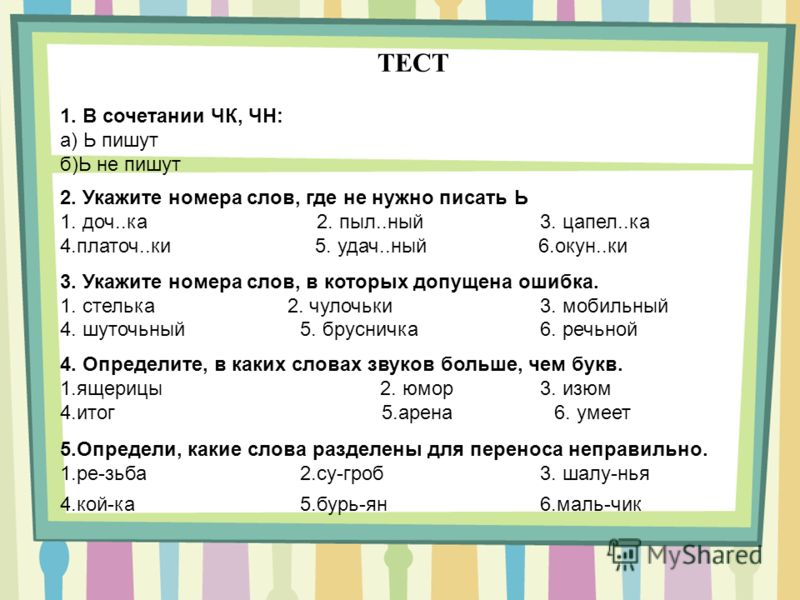 ТЕСТ
1. В сочетании ЧК, ЧН:
а) Ь пишут
б)Ь не пишут
2. Укажите номера слов, где не нужно писать Ь
1. доч..ка 2. пыл..ный 3. цапел..ка
4.платоч..ки 5. удач..ный 6.окун..ки
3. Укажите номера слов, в которых допущена ошибка.
1. стелька 2. чулочьки 3. мобильный
4. шуточьный 5. брусничка 6. речьной
4. Определите, в каких словах звуков больше, чем букв.
1.ящерицы 2. юмор 3. изюм
4.итог 5.арена 6. умеет
5.Определи, какие слова разделены для переноса неправильно.
1.ре-зьба 2.су-гроб 3. шалу-нья
4.кой-ка 5.бурь-ян 6.маль-чик
MyShared